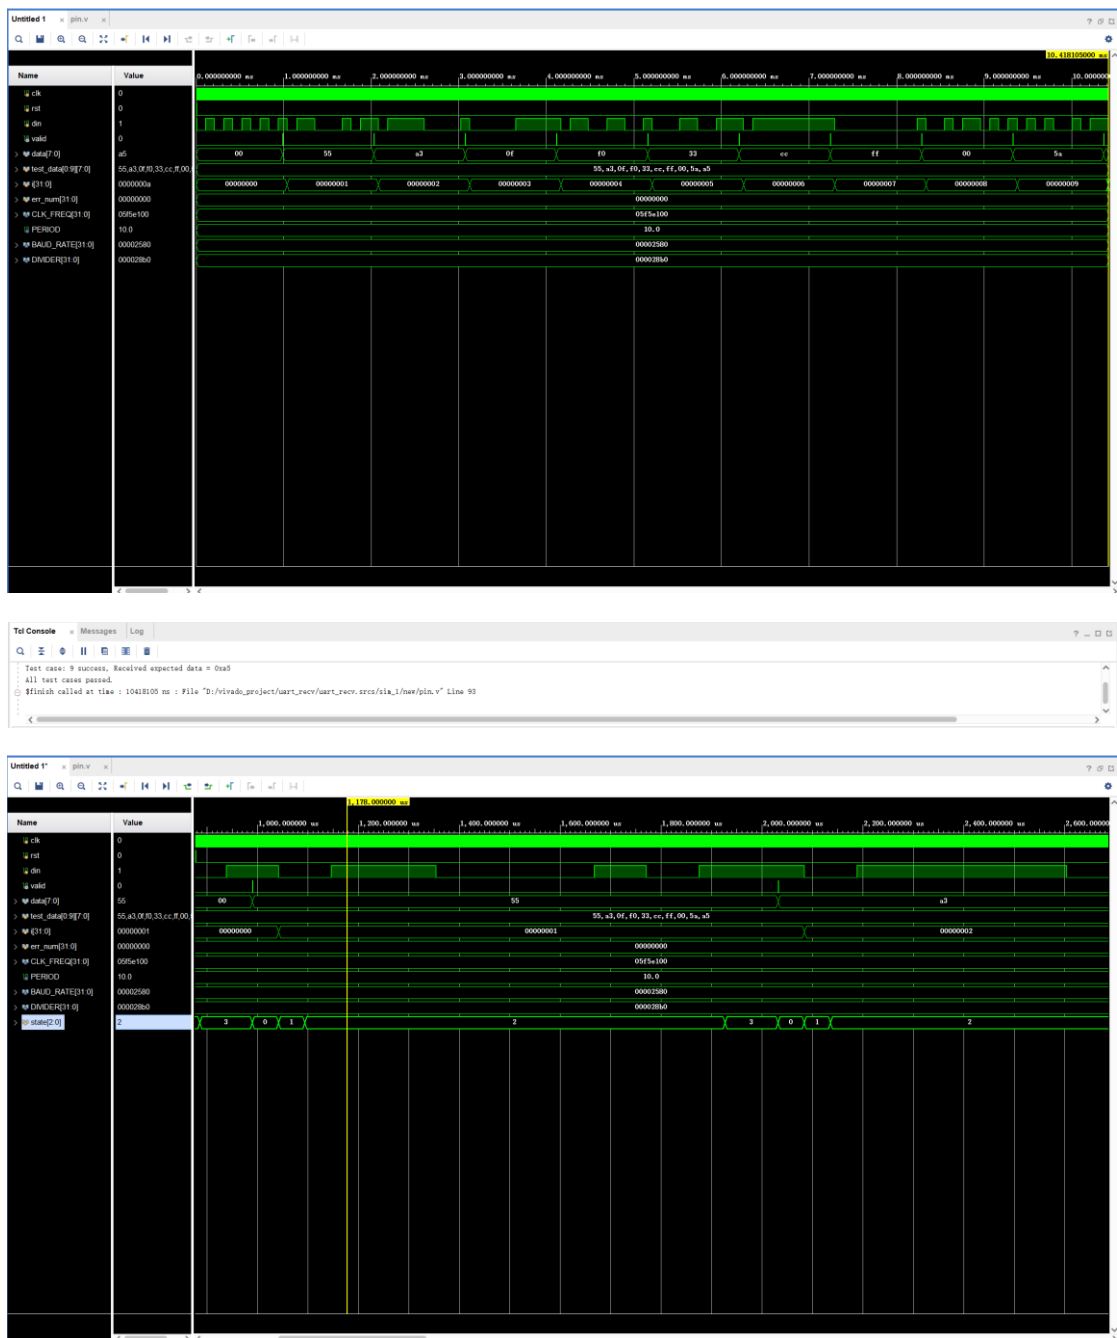 Untitled 1 × pin.v ×
10.418105000 ms
Name Value 0.000000000 ms 1.000000000 ms 2.000000000 ms 3.000000000 ms 4.000000000 ms 5.000000000 ms 6.000000000 ms 7.000000000 ms 8.000000000 ms 9.000000000 ms 10.000000
clk 0
rst 0
din 1
valid 0
data[7:0] a5 00 55 a3 0f f0 33 cc ff 00 5a
test_data[0:9][7:0] 55,a3,0f,f0,33,cc,ff,00, 55,a3,0f,f0,33,cc,ff,00,5a,a5
i[31:0] 0000000a 00000000 00000001 00000002 00000003 00000004 00000005 00000006 00000007 00000008 00000009
err_num[31:0] 00000000 00000000
CLK_FREQ[31:0] 05f5e100 05f5e100
PERIOD 10.0 10.0
BAUD_RATE[31:0] 00002580 00002580
DIVIDER[31:0] 000028b0 000028b0
Tcl Console × Messages Log
Test case: 9 success, Received expected data = 0xa5
All test cases passed.
$finish called at time : 10418105 ns : File "D:/vivado_project/uart_recv/uart_recv.srcs/sim_1/new/pin.v" Line 93
Untitled 1* × pin.v ×
1,178.000000 us
Name Value 1,000.000000 us 1,200.000000 us 1,400.000000 us 1,600.000000 us 1,800.000000 us 2,000.000000 us 2,200.000000 us 2,400.000000 us 2,600.00000
clk 0
rst 0
din 1
valid 0
data[7:0] 55 00 55 a3
test_data[0:9][7:0] 55,a3,0f,f0,33,cc,ff,00, 55,a3,0f,f0,33,cc,ff,00,5a,a5
i[31:0] 00000001 00000000 00000001 00000002
err_num[31:0] 00000000 00000000
CLK_FREQ[31:0] 05f5e100 05f5e100
PERIOD 10.0 10.0
BAUD_RATE[31:0] 00002580 00002580
DIVIDER[31:0] 000028b0 000028b0
state[2:0] 2 3 0 1 2 3 0 1 2